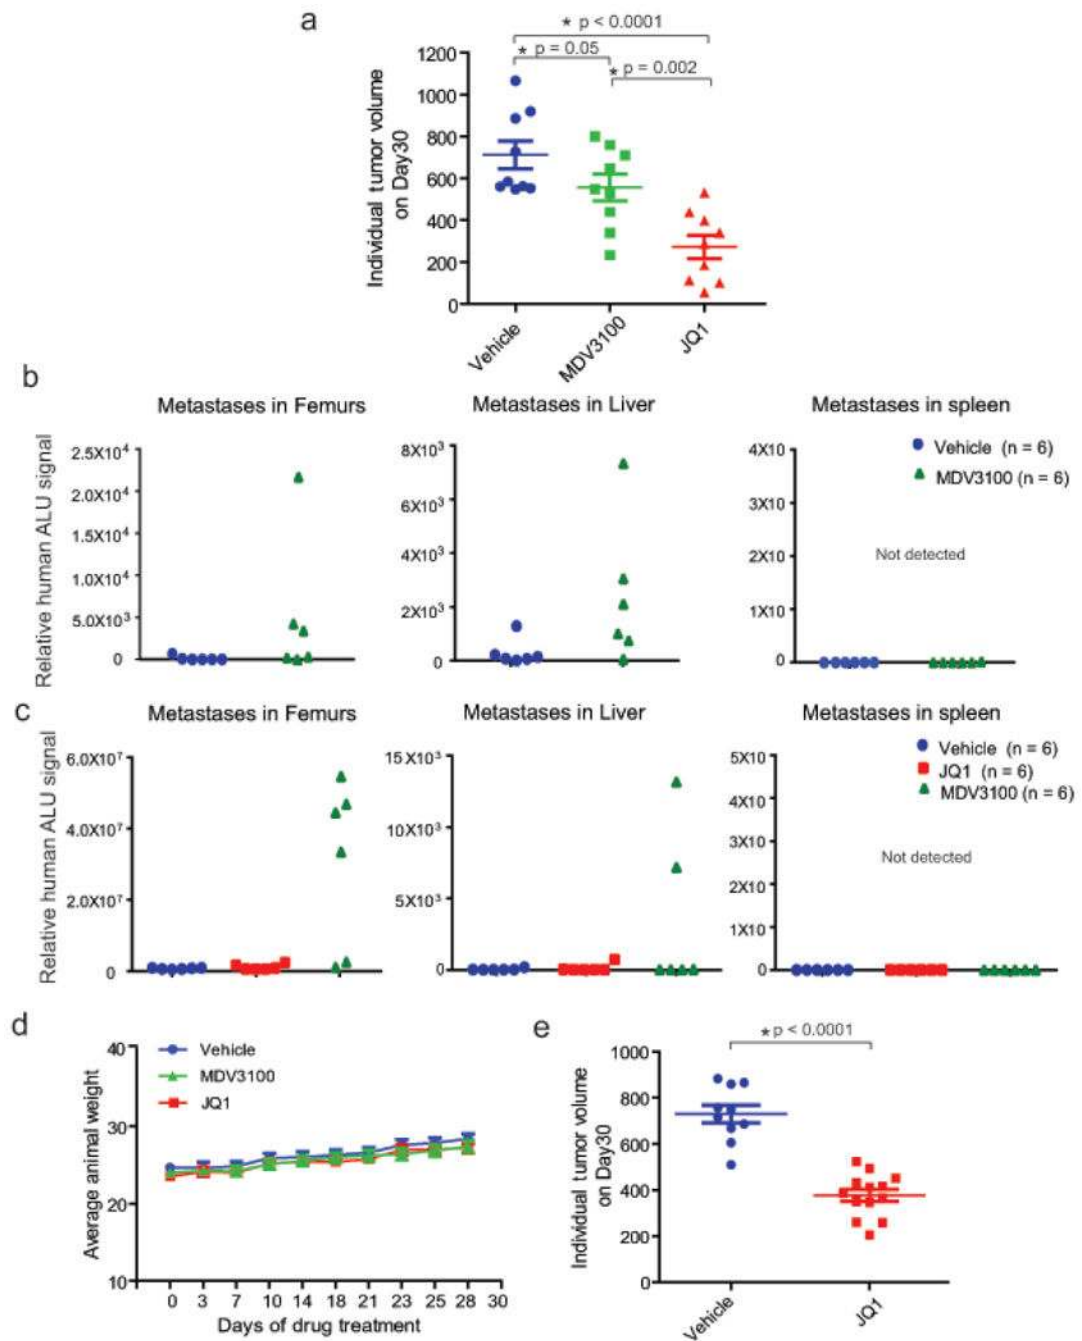 a
* p < 0.0001
* p = 0.05
* p = 0.002
Individual tumor volume
on Day30
1200
1000
800
600
400
200
0
Vehicle
MDV3100
JQ1
b
Metastases in Femurs
Metastases in Liver
Metastases in spleen
Relative human ALU signal
2.5X10⁴
2.0X10⁴
1.5X10⁴
1.0X10⁴
5.0X10³
0
8X10³
6X10³
4X10³
2X10³
0
4X10
3X10
2X10
1X10
0
Vehicle (n = 6)
MDV3100 (n = 6)
Not detected
c
Metastases in Femurs
Metastases in Liver
Metastases in spleen
Relative human ALU signal
6.0X10⁷
4.0X10⁷
2.0X10⁷
0
15X10³
10X10³
5X10³
0
5X10
4X10
3X10
2X10
1X10
0
Vehicle (n = 6)
JQ1 (n = 6)
MDV3100 (n = 6)
Not detected
d
Average animal weight
40
30
20
10
Vehicle
MDV3100
JQ1
0 3 7 10 14 18 21 23 25 28 30
Days of drug treatment
e
* p < 0.0001
Individual tumor volume
on Day30
1000
800
600
400
200
0
Vehicle
JQ1